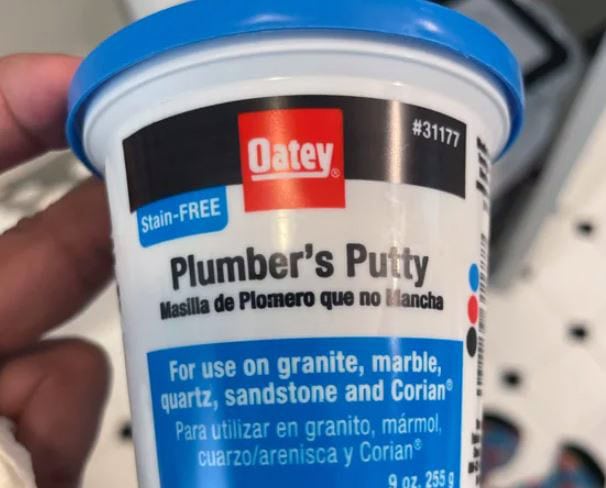 Oatey®
#31177
Stain-FREE
Plumber's Putty
Masilla de Plomero que no Mancha
For use on granite, marble,
quartz, sandstone and Corian®
Para utilizar en granito, mármol,
cuarzo/arenisca y Corian®
9 oz. 255 g